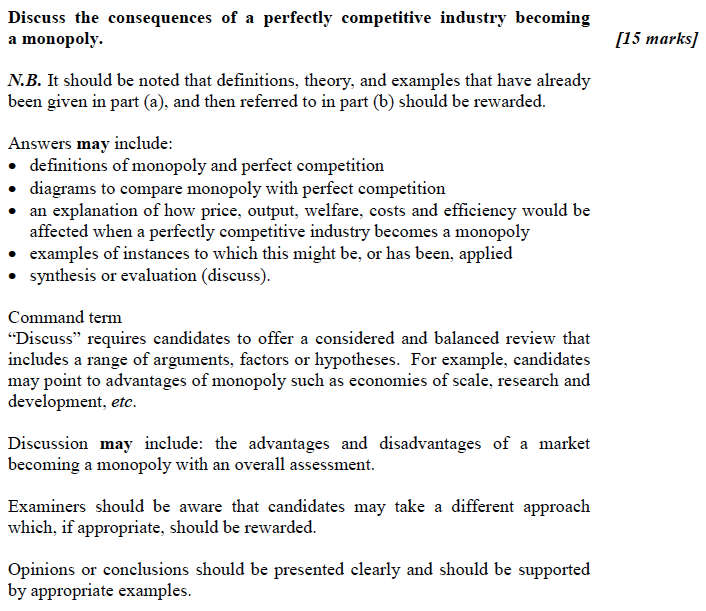 Discuss the consequences of a perfectly competitive industry becoming
a monopoly.
[15 marks]
N.B. It should be noted that definitions, theory, and examples that have already
been given in part (a), and then referred to in part (b) should be rewarded.
Answers may include:
• definitions of monopoly and perfect competition
• diagrams to compare monopoly with perfect competition
• an explanation of how price, output, welfare, costs and efficiency would be
affected when a perfectly competitive industry becomes a monopoly
• examples of instances to which this might be, or has been, applied
• synthesis or evaluation (discuss).
Command term
“Discuss” requires candidates to offer a considered and balanced review that
includes a range of arguments, factors or hypotheses. For example, candidates
may point to advantages of monopoly such as economies of scale, research and
development, etc.
Discussion may include: the advantages and disadvantages of a market
becoming a monopoly with an overall assessment.
Examiners should be aware that candidates may take a different approach
which, if appropriate, should be rewarded.
Opinions or conclusions should be presented clearly and should be supported
by appropriate examples.